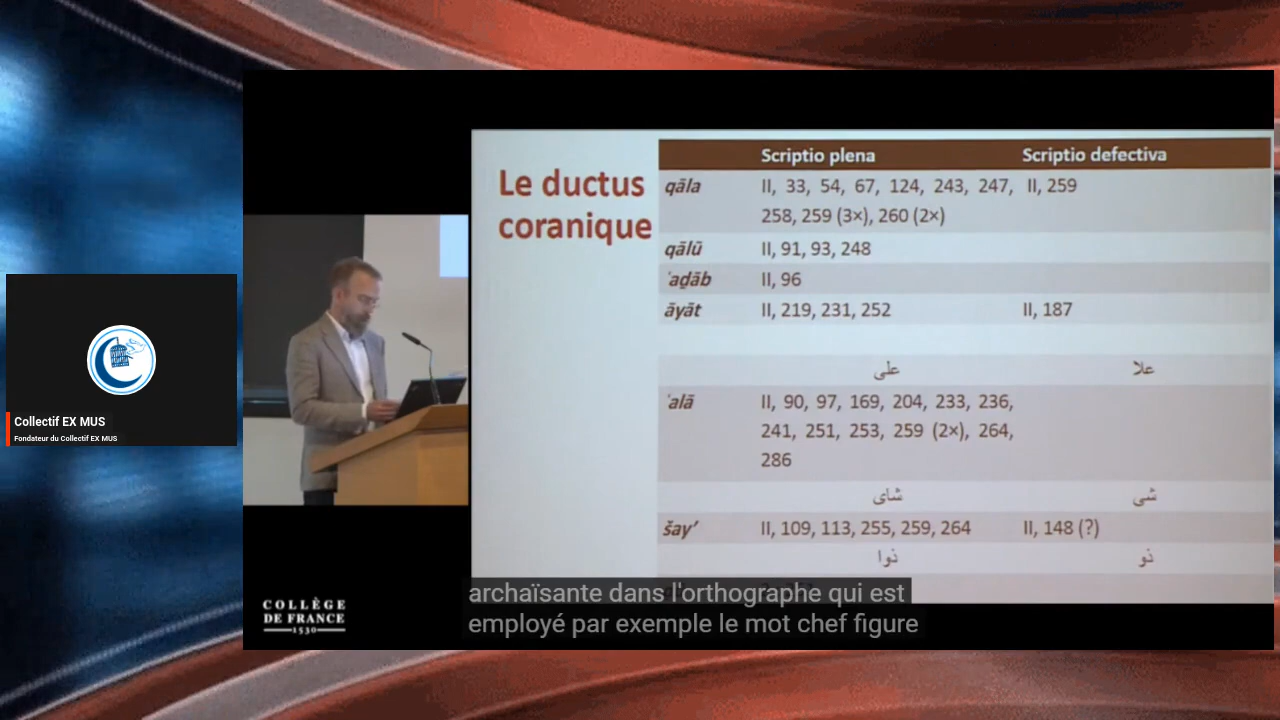 Collectif EX MUS
Fondateur du Collectif EX MUS
COLLÈGE
DE FRANCE
1530
Le ductus
coranique
Scriptio plena Scriptio defectiva
qāla II, 33, 54, 67, 124, 243, 247, II, 259
258, 259 (3×), 260 (2×)
qālū II, 91, 93, 248
ʿaḏāb II, 96
āyāt II, 219, 231, 252 II, 187
على علا
ʿalā II, 90, 97, 169, 204, 233, 236,
241, 251, 253, 259 (2×), 264,
286
شاى شى
šayʾ II, 109, 113, 255, 259, 264 II, 148 (?)
ذوا ذو
archaïsante dans l'orthographe qui est
employé par exemple le mot chef figure